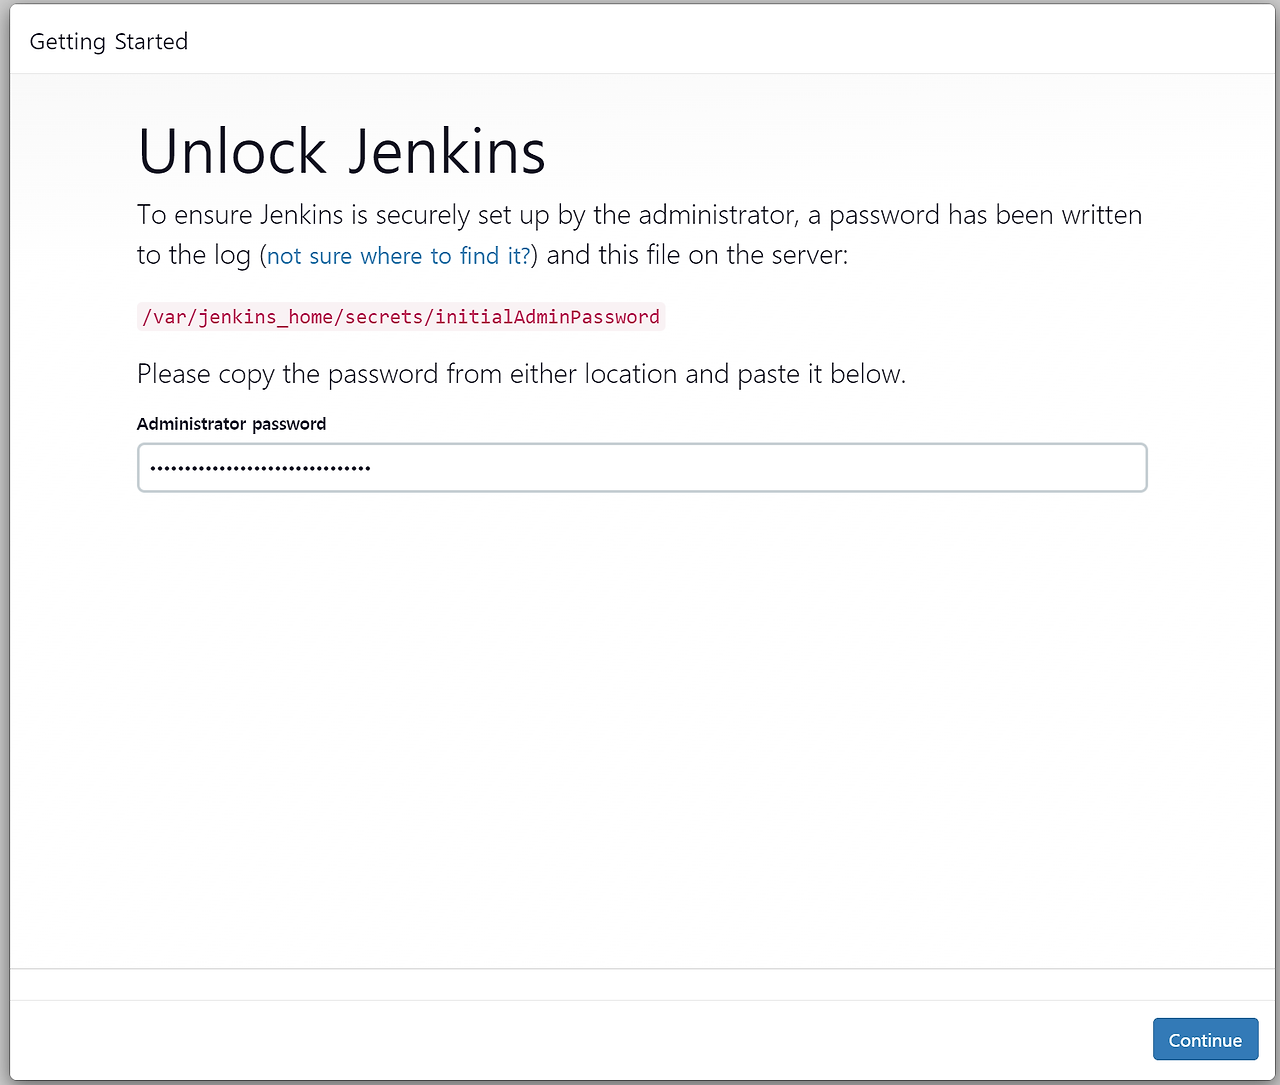 Getting Started
Unlock Jenkins
To ensure Jenkins is securely set up by the administrator, a password has been written
to the log (not sure where to find it?) and this file on the server:
/var/jenkins_home/secrets/initialAdminPassword
Please copy the password from either location and paste it below.
Administrator password
••••••••••••••••••••••••••••••••
Continue